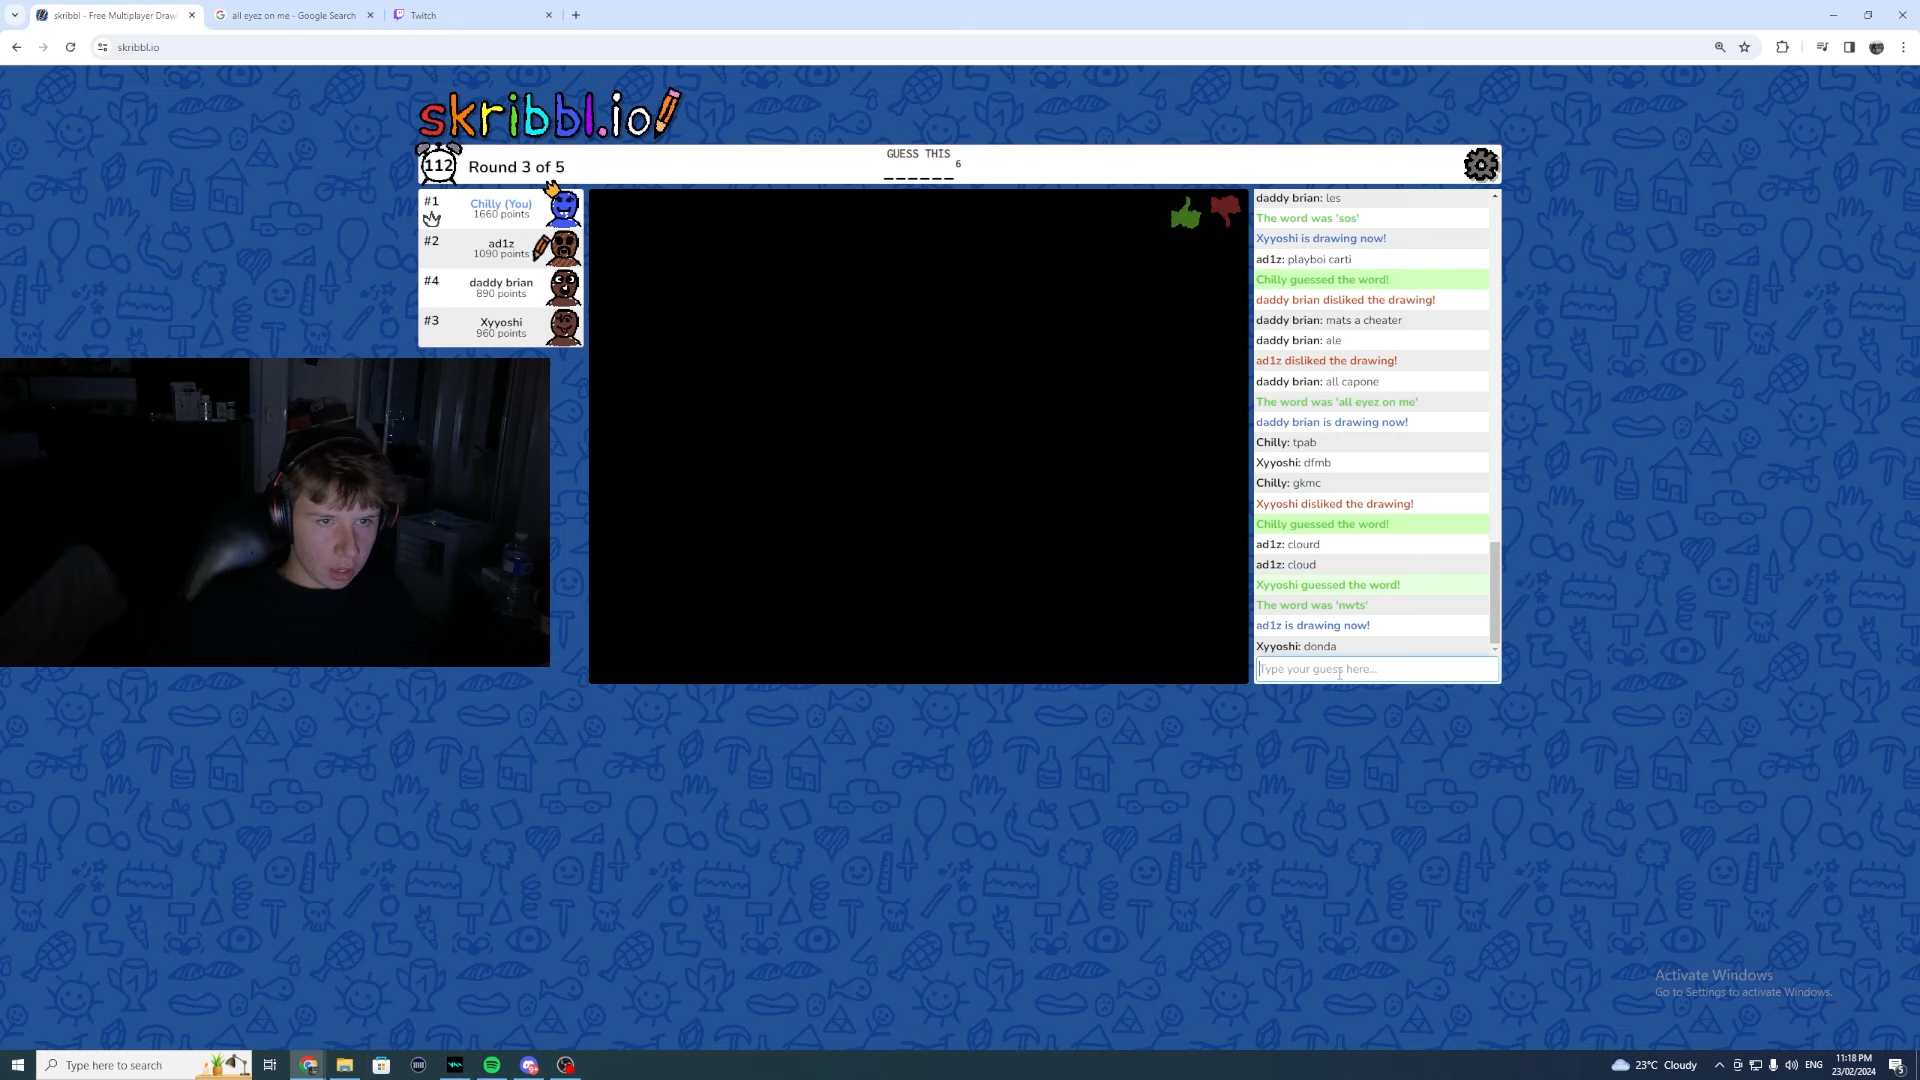 skribbl - Free Multiplayer Draw
all eyez on me - Google Search
Twitch
skribbl.io
skribbl.io
112
Round 3 of 5
GUESS THIS
______ 6
#1
Chilly (You)
1660 points
#2
ad1z
1090 points
#4
daddy brian
890 points
#3
Xyyoshi
960 points
daddy brian: les
The word was 'sos'
Xyyoshi is drawing now!
ad1z: playboi carti
Chilly guessed the word!
daddy brian disliked the drawing!
daddy brian: mats a cheater
daddy brian: ale
ad1z disliked the drawing!
daddy brian: all capone
The word was 'all eyez on me'
daddy brian is drawing now!
Chilly: tpab
Xyyoshi: dfmb
Chilly: gkmc
Xyyoshi disliked the drawing!
Chilly guessed the word!
ad1z: clourd
ad1z: cloud
Xyyoshi guessed the word!
The word was 'nwts'
ad1z is drawing now!
Xyyoshi: donda
Type your guess here...
Activate Windows
Go to Settings to activate Windows.
Type here to search
23°C Cloudy
ENG
11:18 PM
23/02/2024
5